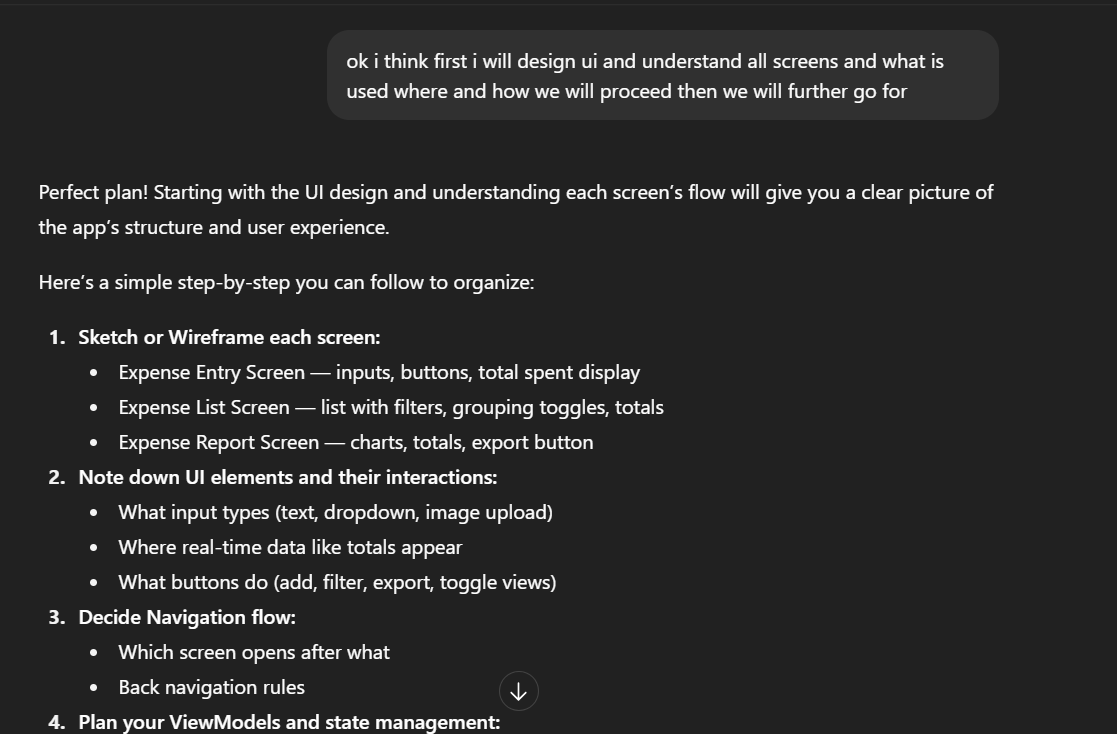 ok i think first i will design ui and understand all screens and what is
used where and how we will proceed then we will further go for
Perfect plan! Starting with the UI design and understanding each screen’s flow will give you a clear picture of
the app’s structure and user experience.
Here’s a simple step-by-step you can follow to organize:
1. Sketch or Wireframe each screen:
• Expense Entry Screen — inputs, buttons, total spent display
• Expense List Screen — list with filters, grouping toggles, totals
• Expense Report Screen — charts, totals, export button
2. Note down UI elements and their interactions:
• What input types (text, dropdown, image upload)
• Where real-time data like totals appear
• What buttons do (add, filter, export, toggle views)
3. Decide Navigation flow:
• Which screen opens after what
• Back navigation rules
4. Plan your ViewModels and state management: